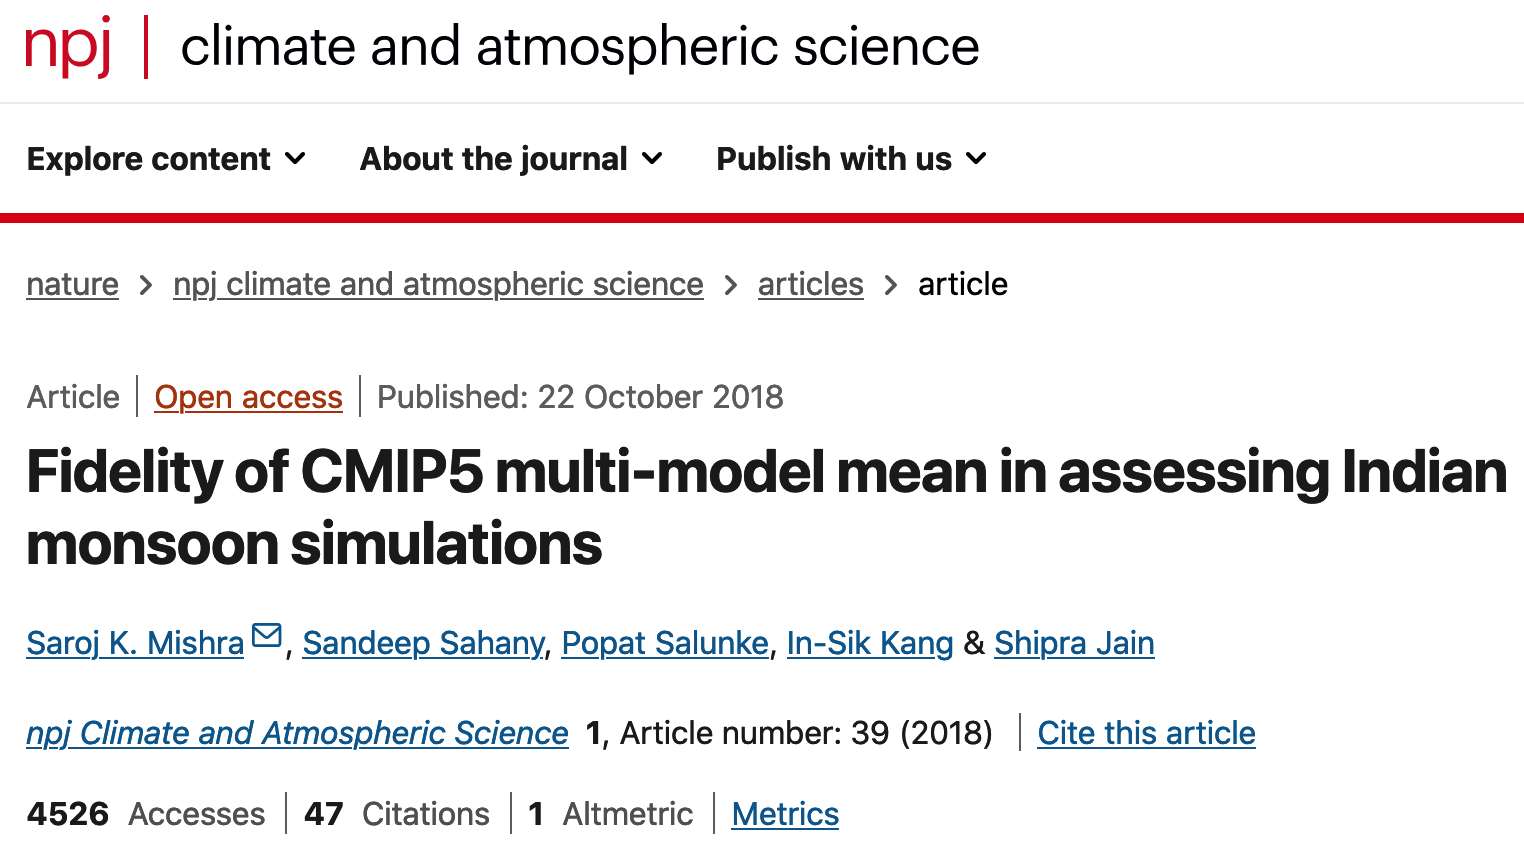 npj | climate and atmospheric science
Explore content About the journal Publish with us
nature > npj climate and atmospheric science > articles > article
Article | Open access | Published: 22 October 2018
Fidelity of CMIP5 multi-model mean in assessing Indian
monsoon simulations
Saroj K. Mishra, Sandeep Sahany, Popat Salunke, In-Sik Kang & Shipra Jain
npj Climate and Atmospheric Science 1, Article number: 39 (2018) | Cite this article
4526 Accesses | 47 Citations | 1 Altmetric | Metrics